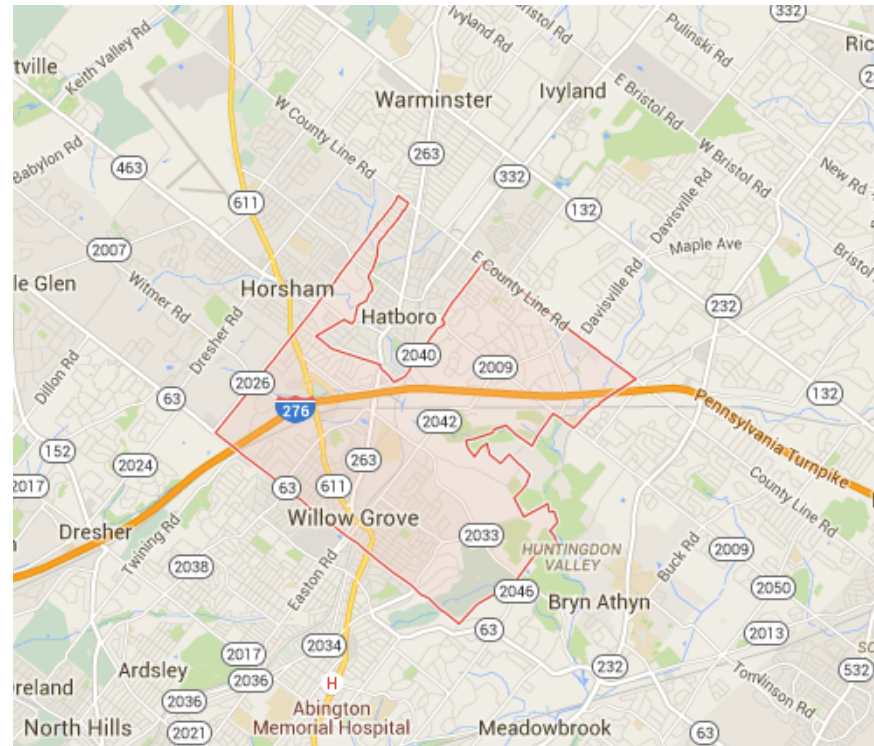 332
332
Ivyland Rd
Bristol Rd
Pulinski Rd
Ric
Keith Valley Rd
tville
Ivyland
Warminster
E Bristol Rd
W County Line Rd
263
332
W Bristol Rd
Babylon Rd
463
New Rd
611
132
Davisville Rd
Maple Ave
2007
Bristol
le Glen
Witmer Rd
Horsham
E County Line Rd
Davisville Rd
232
Hatboro
Dresher Rd
2040
2009
Dillon Rd
2026
63
276
132
2042
Pennsylvania Turnpike
152
2024
263
2017
63
611
County Line Rd
Willow Grove
Dresher
2033
Twining Rd
HUNTINGDON
VALLEY
2009
2038
Buck Rd
Easton Rd
2046
2050
Bryn Athyn
63
2013
2034
2017
Ardsley
232
532
2036
H
Tomlinson Rd
oreland
2036
Abington
Memorial Hospital
North Hills
2021
Meadowbrook
63